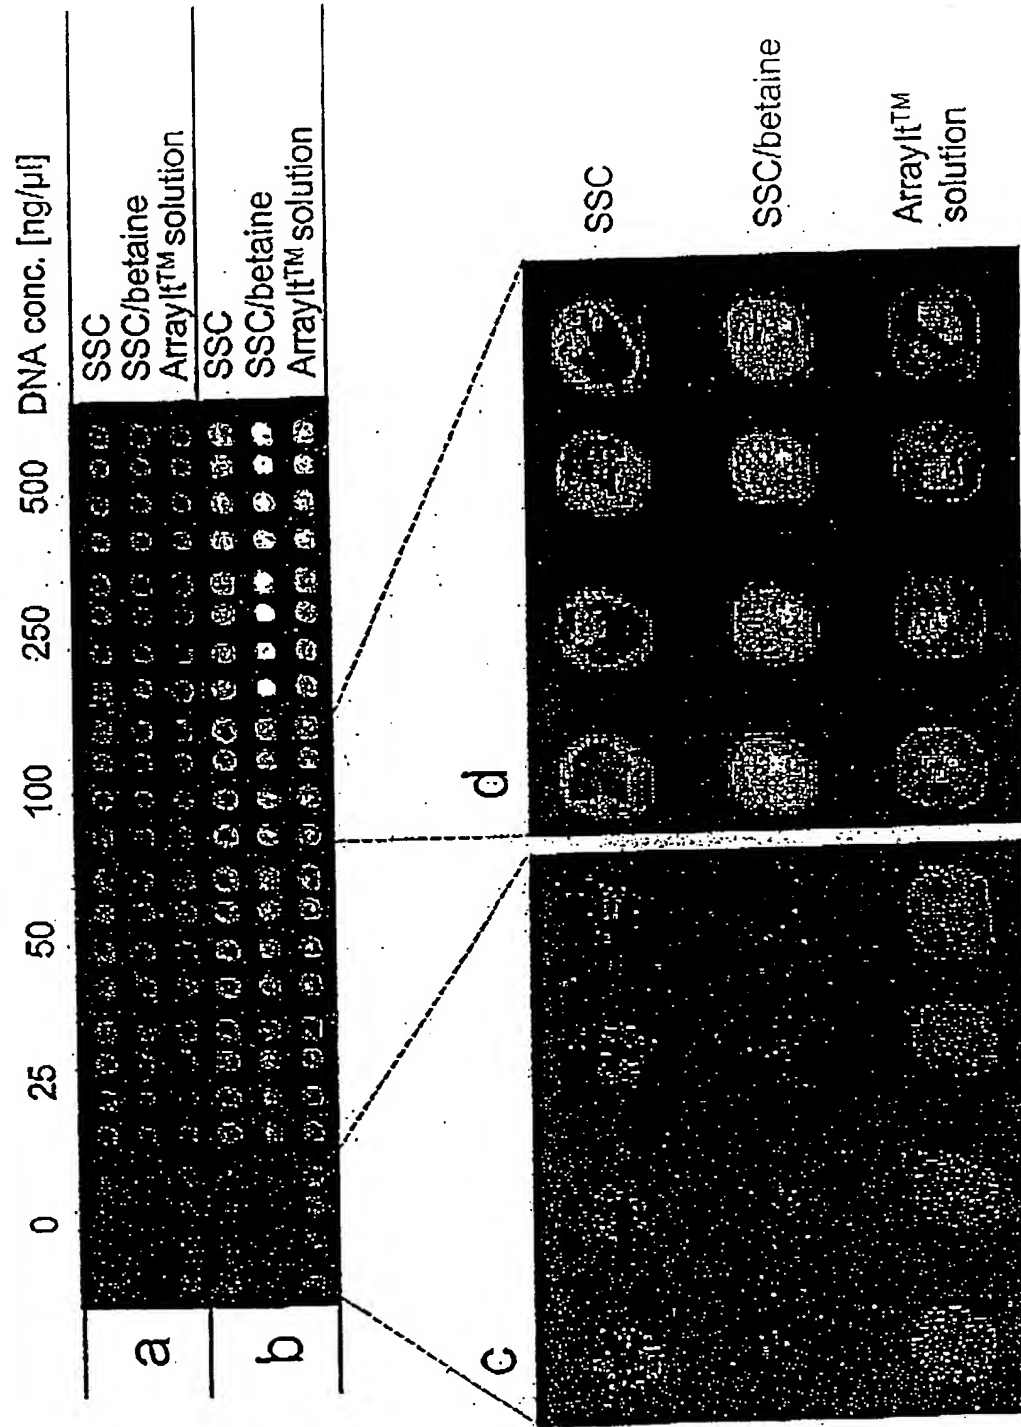 0 25 50 100 250 500 DNA conc. [ng/µl]
a
SSC
SSC/betaine
ArrayIt™ solution
b
SSC
SSC/betaine
ArrayIt™ solution
c
d
SSC
SSC/betaine
ArrayIt™
solution